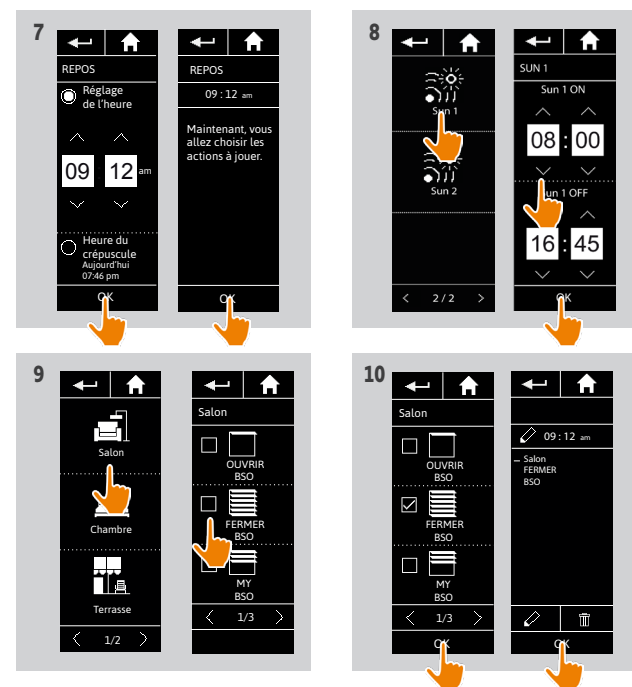 7
REPOS
Réglage
de l'heure
09 12 am
Heure du
crépuscule
Aujourd'hui
07:46 pm
OK
REPOS
09 : 12 am
Maintenant, vous
allez choisir les
actions à jouer.
OK
8
Sun 1
Sun 2
< 2 / 2 >
SUN 1
Sun 1 ON
08 : 00
Sun 1 OFF
16 : 45
OK
9
Salon
Chambre
Terrasse
1/2
Salon
OUVRIR
BSO
FERMER
BSO
MY
BSO
1/3
10
Salon
OUVRIR
BSO
FERMER
BSO
MY
BSO
1/3
OK
09 : 12 am
– Salon
FERMER
BSO
OK